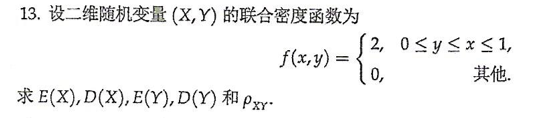 13. 设二维随机变量 (X, Y) 的联合密度函数为
f(x, y) = { 2, 0 ≤ y ≤ x ≤ 1,
0, 其他.
求 E(X), D(X), E(Y), D(Y) 和 ρ_XY.